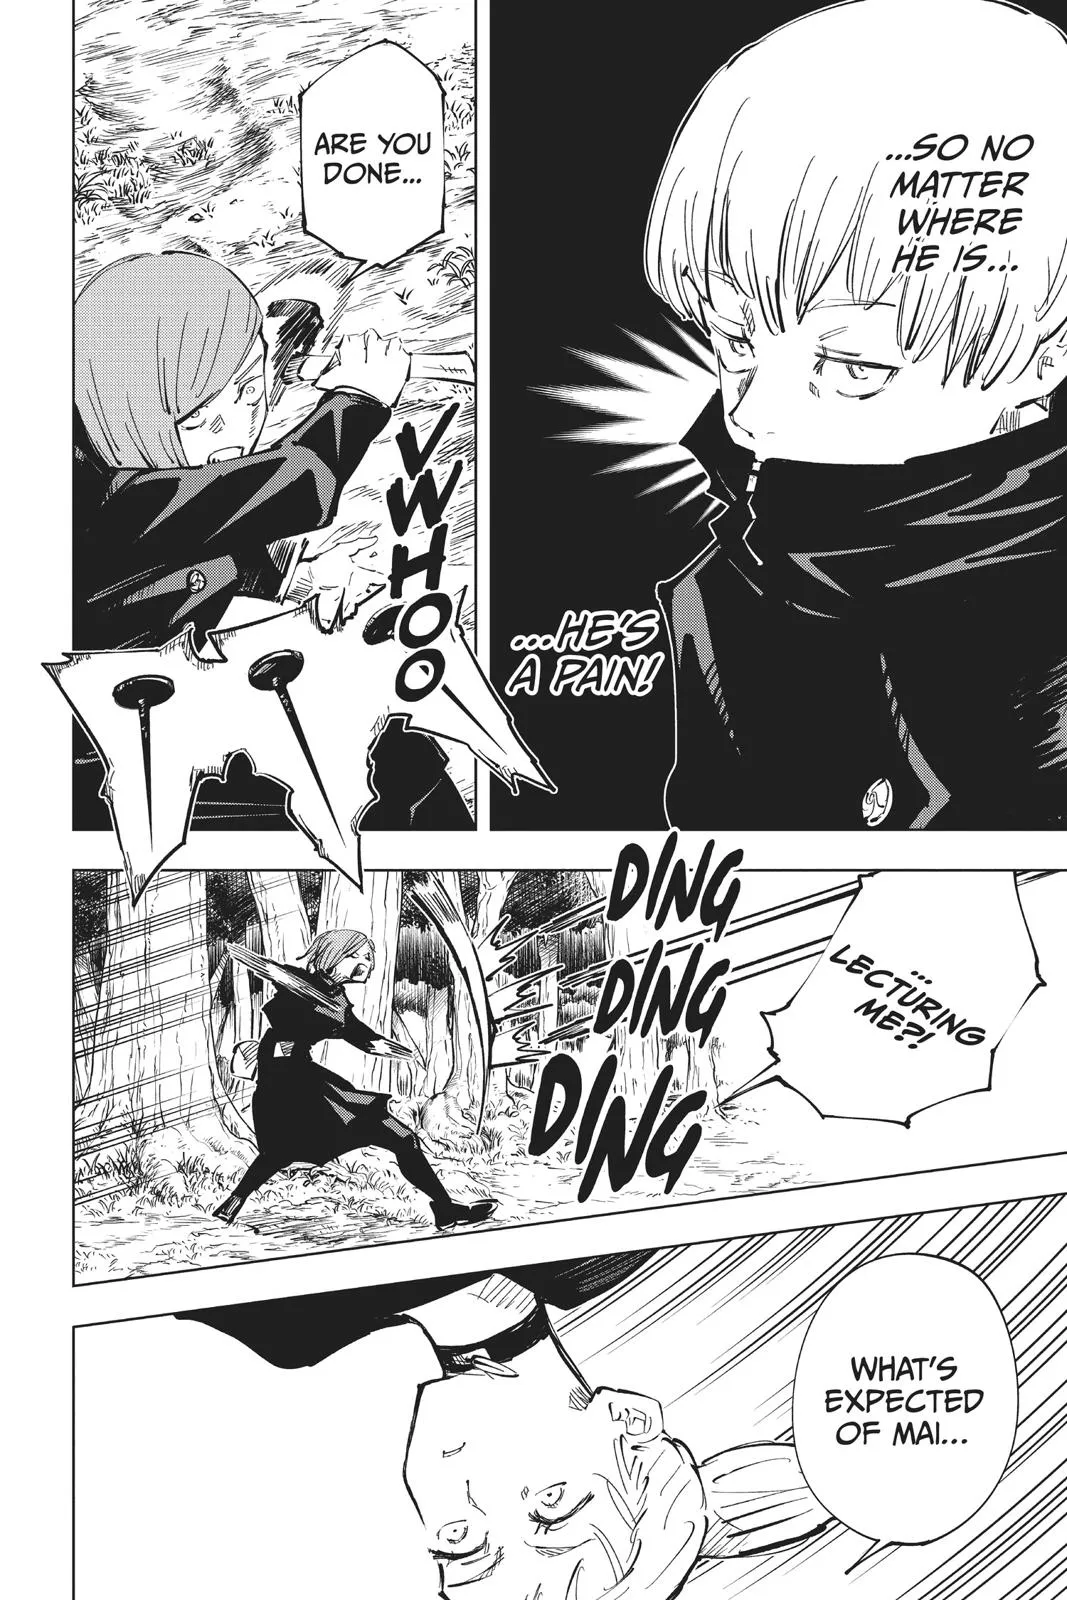 ...SO NO
MATTER
WHERE
HE IS...
...HE'S
A PAIN!
ARE YOU
DONE...
VWHOO
DING
DING
DING
...
LECTURING
ME?!
WHAT'S
EXPECTED
OF MAI...